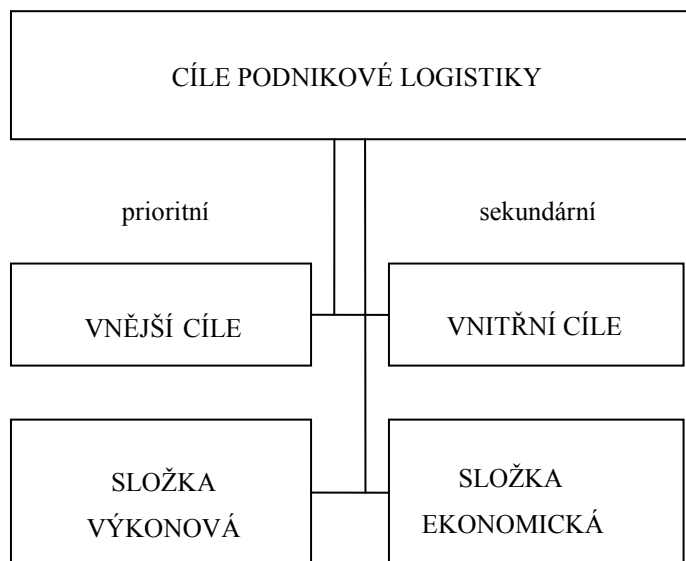 CÍLE PODNIKOVÉ LOGISTIKY
prioritní
sekundární
VNĚJŠÍ CÍLE
VNITŘNÍ CÍLE
SLOŽKA
VÝKONOVÁ
SLOŽKA
EKONOMICKÁ